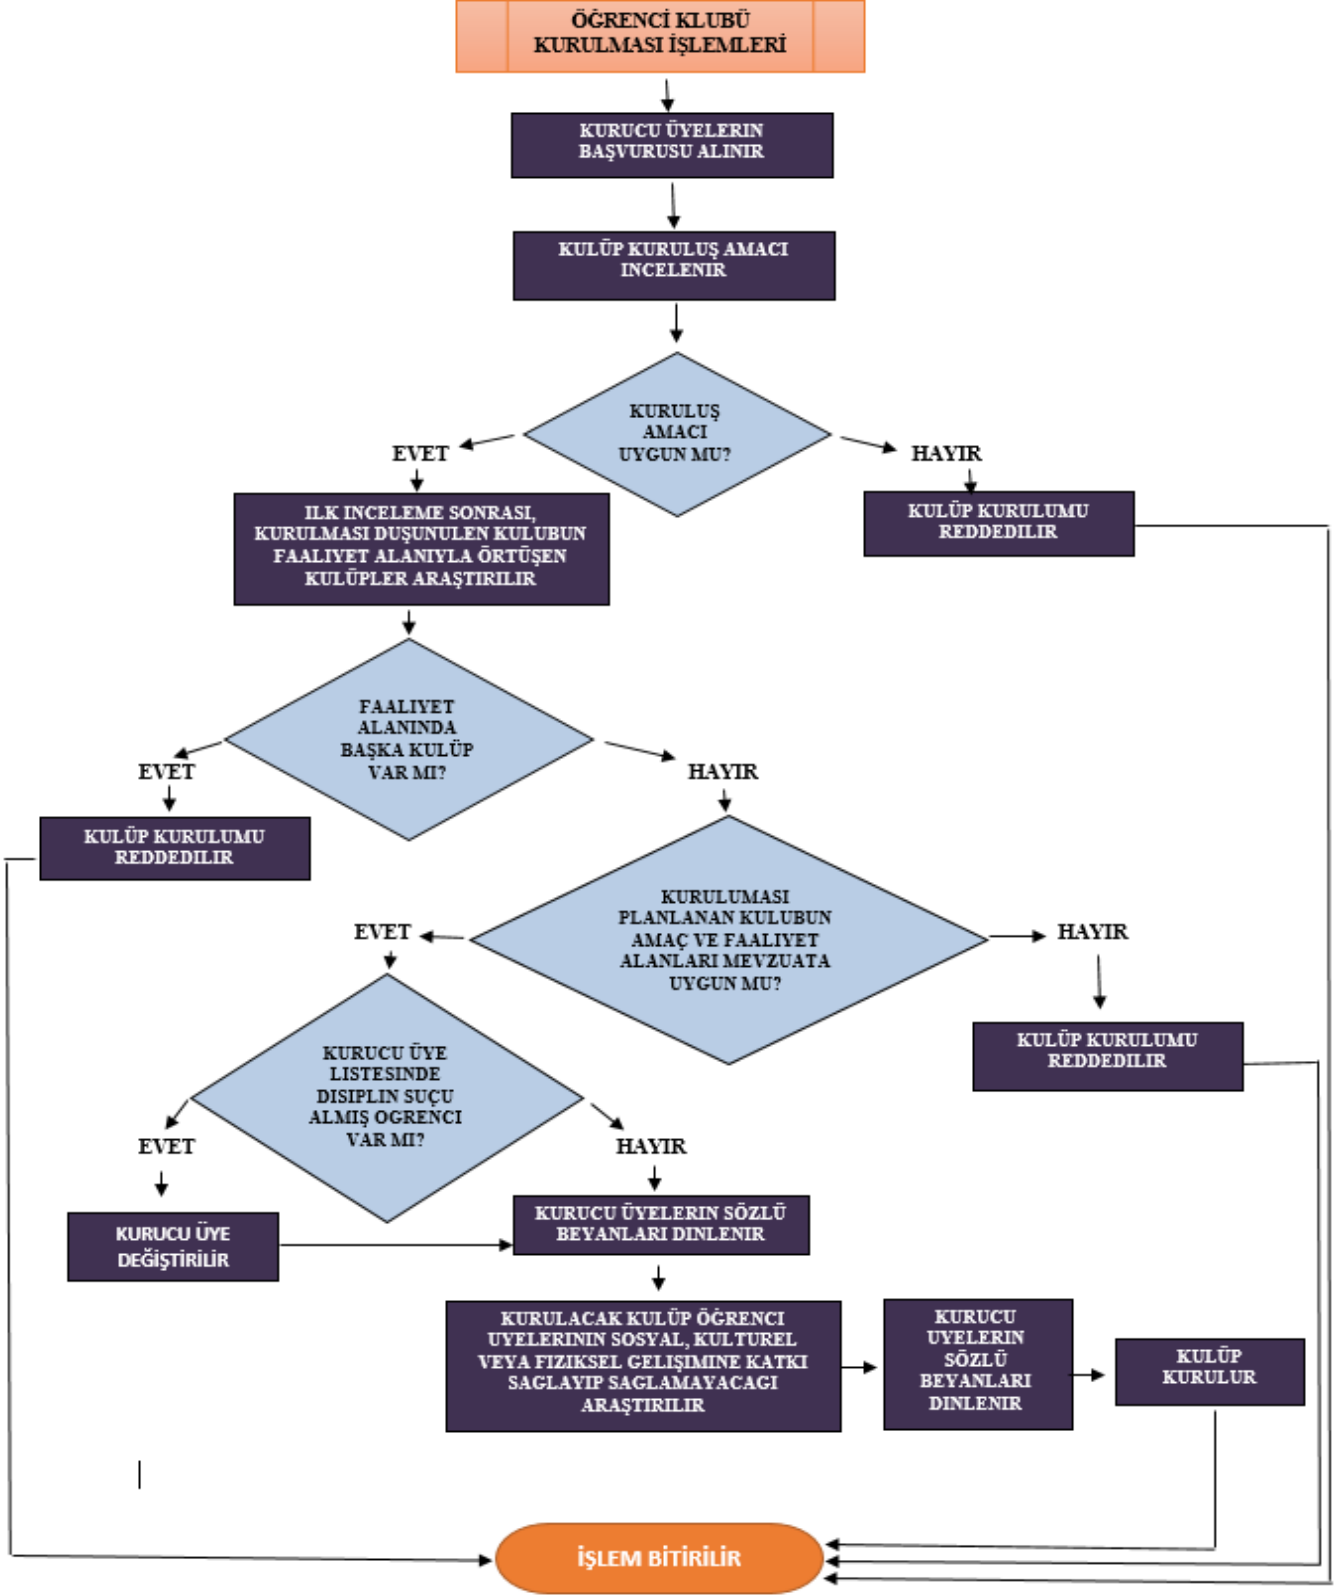 ÖĞRENCİ KLUBÜ
KURULMASI İŞLEMLERİ
KURUCU ÜYELERIN
BAŞVURUSU ALINIR
KULÜP KURULUŞ AMACI
INCELENIR
KURULUŞ
AMACI
UYGUN MU?
EVET
HAYIR
ILK INCELEME SONRASI,
KURULMASI DUŞUNULEN KULUBUN
FAALIYET ALANIYLA ÖRTÜŞEN
KULÜPLER ARAŞTIRILIR
KULÜP KURULUMU
REDDEDILIR
FAALIYET
ALANINDA
BAŞKA KULÜP
VAR MI?
EVET
HAYIR
KULÜP KURULUMU
REDDEDILIR
KURULUMASI
PLANLANAN KULUBUN
AMAÇ VE FAALIYET
ALANLARI MEVZUATA
UYGUN MU?
EVET
HAYIR
KULÜP KURULUMU
REDDEDILIR
KURUCU ÜYE
LISTESINDE
DISIPLIN SUÇU
ALMIŞ OGRENCI
VAR MI?
EVET
HAYIR
KURUCU ÜYE
DEĞİŞTİRİLİR
KURUCU ÜYELERIN SÖZLÜ
BEYANLARI DINLENIR
KURULACAK KULÜP ÖĞRENCI
UYELERININ SOSYAL, KULTUREL
VEYA FIZIKSEL GELIŞIMINE KATKI
SAGLAYIP SAGLAMAYACAGI
ARAŞTIRILIR
KURUCU
UYELERIN
SÖZLÜ
BEYANLARI
DINLENIR
KULÜP
KURULUR
İŞLEM BİTİRİLİR